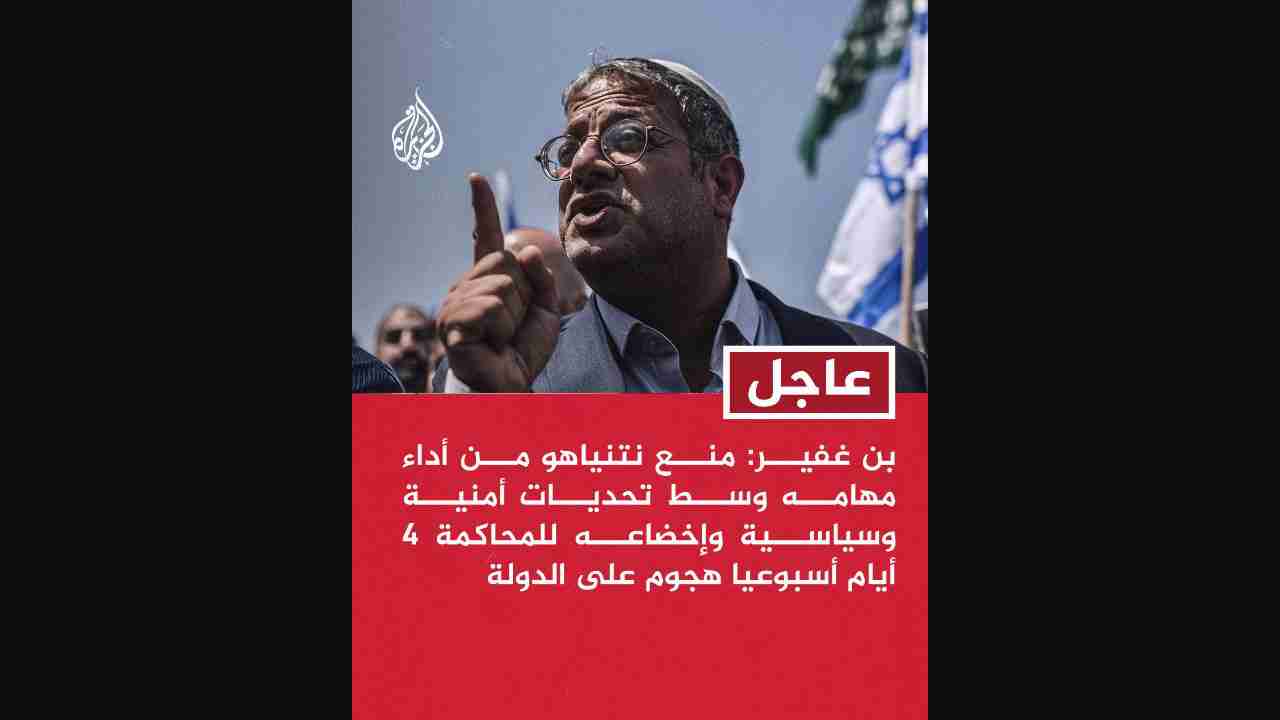 الجزيرة
عاجل
بن غفير: منع نتنياهو من أداء
مهامه وسط تحديات أمنية
وسياسية وإخضاعه للمحاكمة 4
أيام أسبوعيا هجوم على الدولة